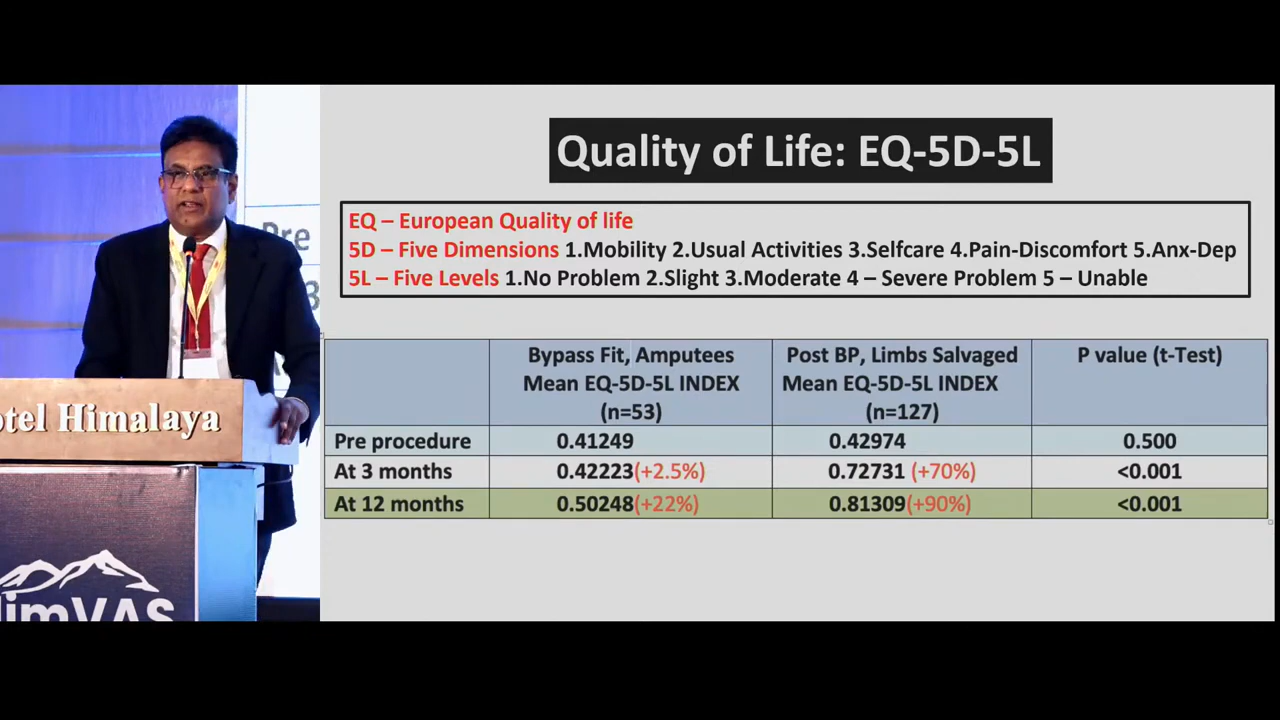 Quality of Life: EQ-5D-5L
EQ – European Quality of life
5D – Five Dimensions 1.Mobility 2.Usual Activities 3.Selfcare 4.Pain-Discomfort 5.Anx-Dep
5L – Five Levels 1.No Problem 2.Slight 3.Moderate 4 – Severe Problem 5 – Unable
Bypass Fit, Amputees Mean EQ-5D-5L INDEX (n=53) Post BP, Limbs Salvaged Mean EQ-5D-5L INDEX (n=127) P value (t-Test)
Pre procedure 0.41249 0.42974 0.500
At 3 months 0.42223(+2.5%) 0.72731 (+70%) <0.001
At 12 months 0.50248(+22%) 0.81309(+90%) <0.001
Pre
3
otel Himalaya
imVAS